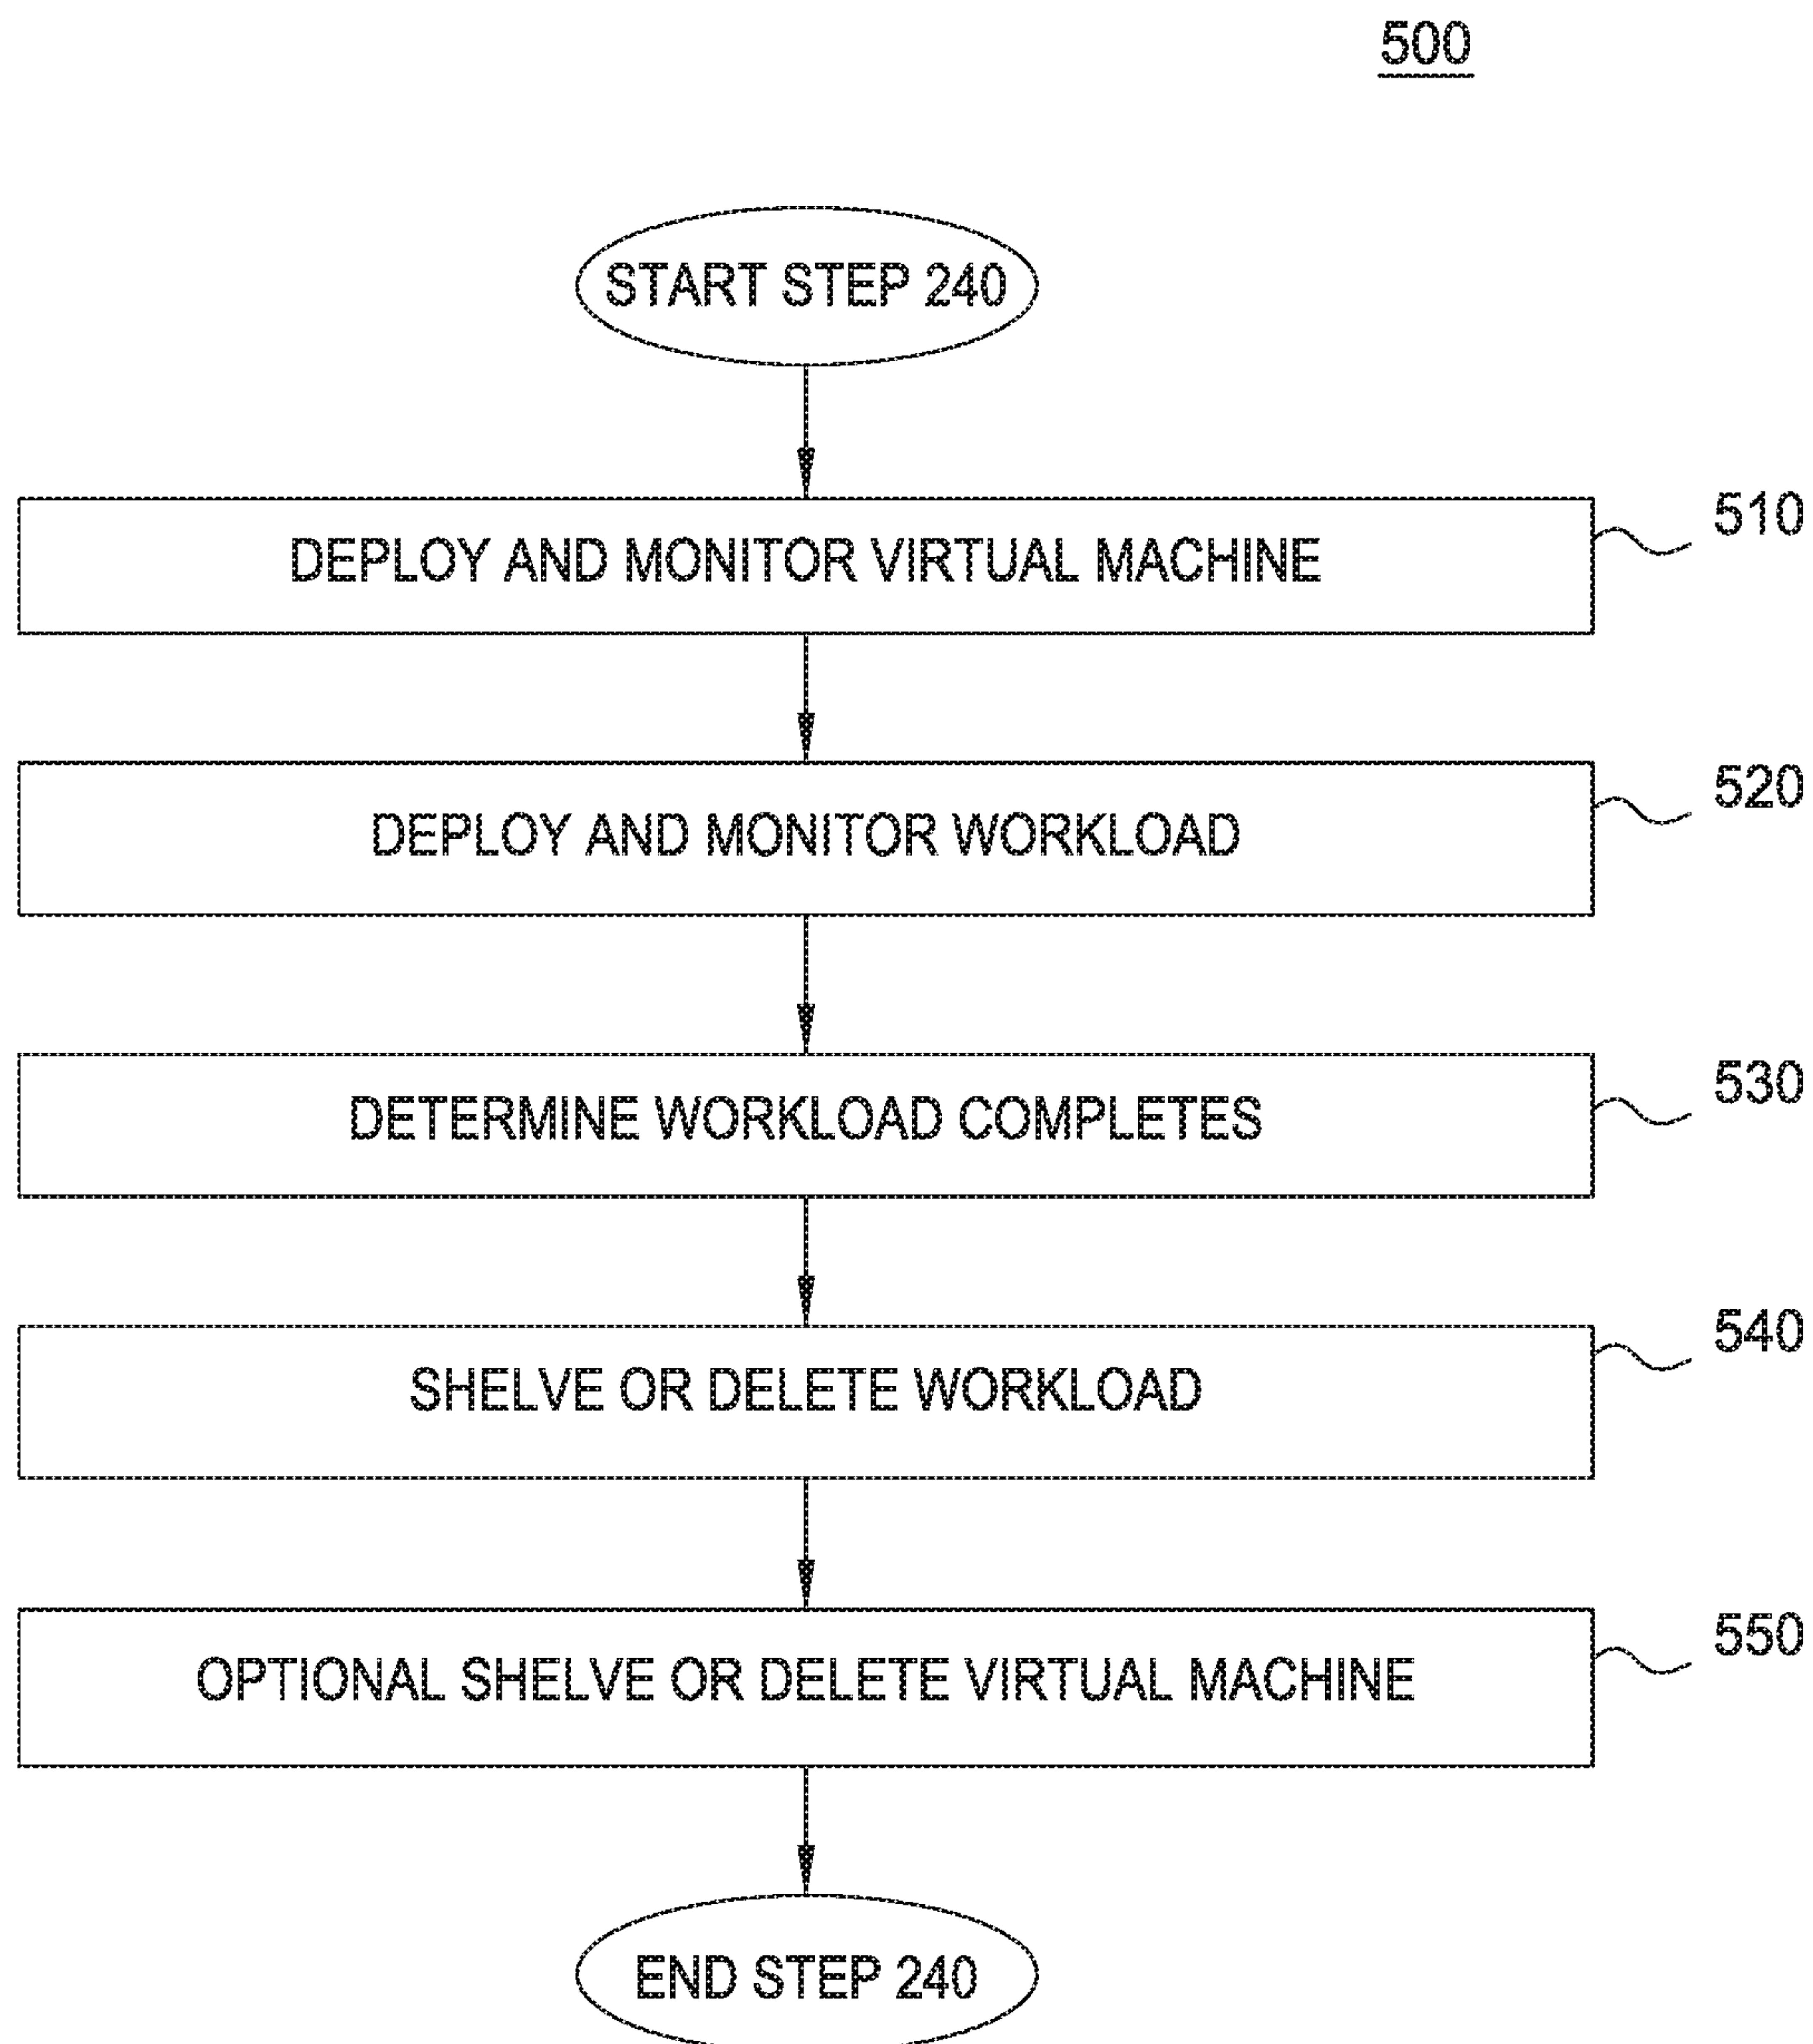 500
START STEP 240
DEPLOY AND MONITOR VIRTUAL MACHINE
510
DEPLOY AND MONITOR WORKLOAD
520
DETERMINE WORKLOAD COMPLETES
530
SHELVE OR DELETE WORKLOAD
540
OPTIONAL SHELVE OR DELETE VIRTUAL MACHINE
550
END STEP 240